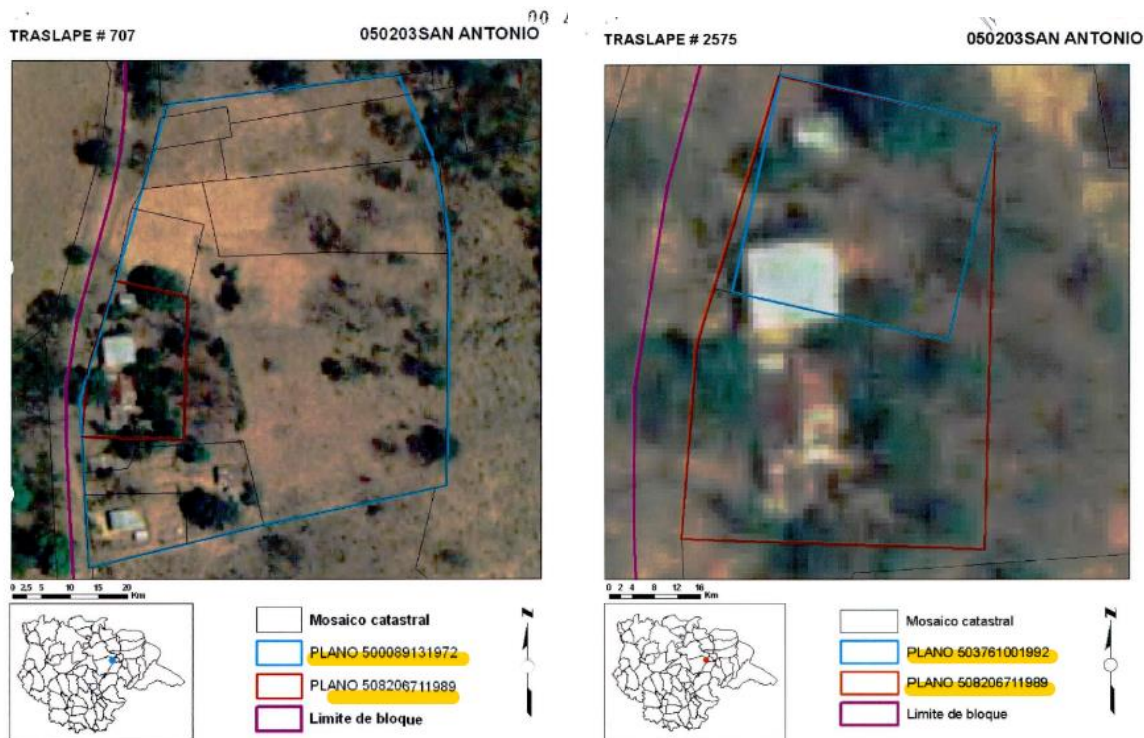 TRASLAPE # 707
050203SAN ANTONIO
0 2,5 5 10 15 20
Km
Mosaico catastral
PLANO 500089131972
PLANO 508206711989
Limite de bloque
N
TRASLAPE # 2575
050203SAN ANTONIO
0 2 4 8 12 16
Km
Mosaico catastral
PLANO 503761001992
PLANO 508206711989
Limite de bloque
N